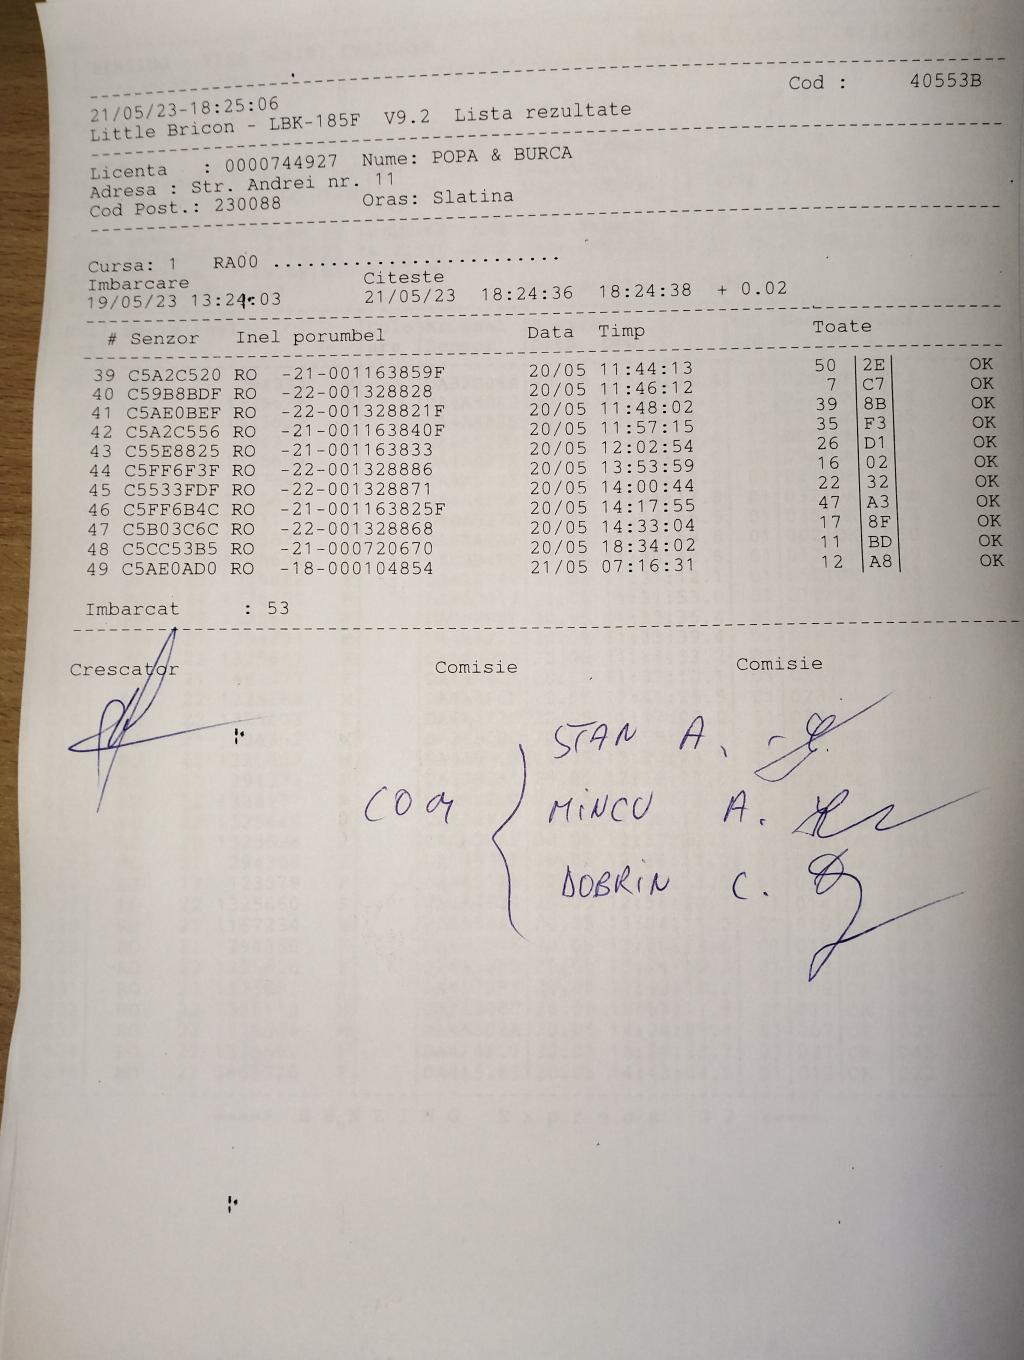 Cod : 40553B
21/05/23-18:25:06
Little Bricon - LBK-185F V9.2 Lista rezultate
Licenta : 0000744927 Nume: POPA & BURCA
Adresa : Str. Andrei nr. 11
Cod Post.: 230088 Oras: Slatina
Cursa: 1 RA00 .........................
Imbarcare Citeste
19/05/23 13:24:03 21/05/23 18:24:36 18:24:38 + 0.02
# Senzor Inel porumbel Data Timp Toate
39 C5A2C520 RO -21-001163859F 20/05 11:44:13 50 |2E| OK
40 C59B8BDF RO -22-001328828 20/05 11:46:12 7 |C7| OK
41 C5AE0BEF RO -22-001328821F 20/05 11:48:02 39 |8B| OK
42 C5A2C556 RO -21-001163840F 20/05 11:57:15 35 |F3| OK
43 C55E8825 RO -21-001163833 20/05 12:02:54 26 |D1| OK
44 C5FF6F3F RO -22-001328886 20/05 13:53:59 16 |02| OK
45 C5533FDF RO -22-001328871 20/05 14:00:44 22 |32| OK
46 C5FF6B4C RO -21-001163825F 20/05 14:17:55 47 |A3| OK
47 C5B03C6C RO -22-001328868 20/05 14:33:04 17 |8F| OK
48 C5CC53B5 RO -21-000720670 20/05 18:34:02 11 |BD| OK
49 C5AE0AD0 RO -18-000104854 21/05 07:16:31 12 |A8| OK
Imbarcat : 53
Crescator Comisie Comisie
STAN A.
MINCU A.
DOBRIN C.